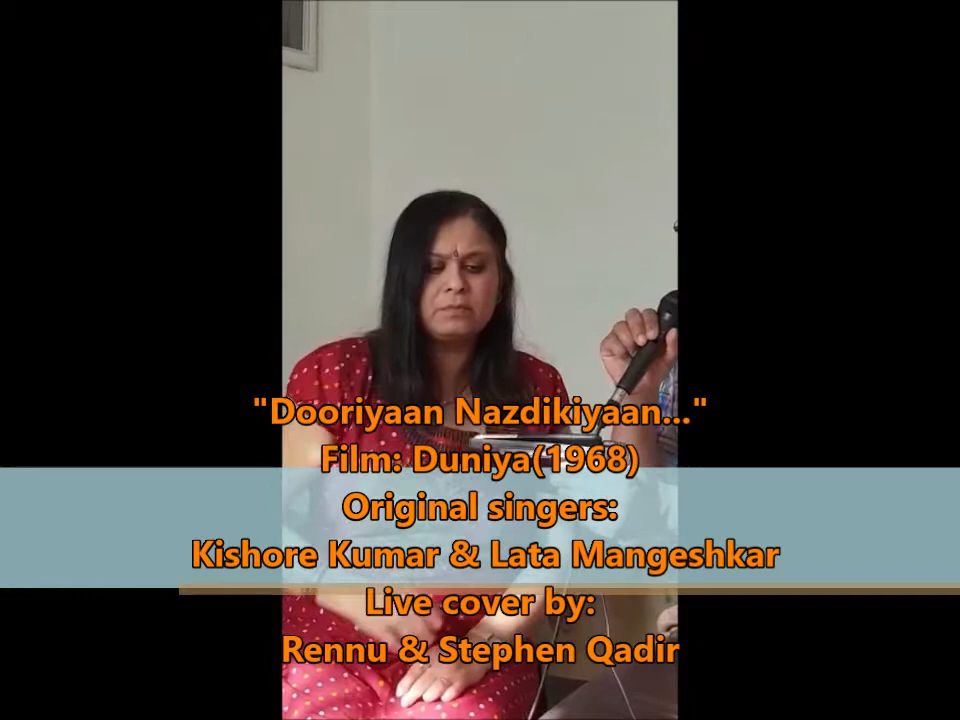 "Dooriyaan Nazdikiyaan..."
Film: Duniya(1968)
Original singers:
Kishore Kumar & Lata Mangeshkar
Live cover by:
Rennu & Stephen Qadir